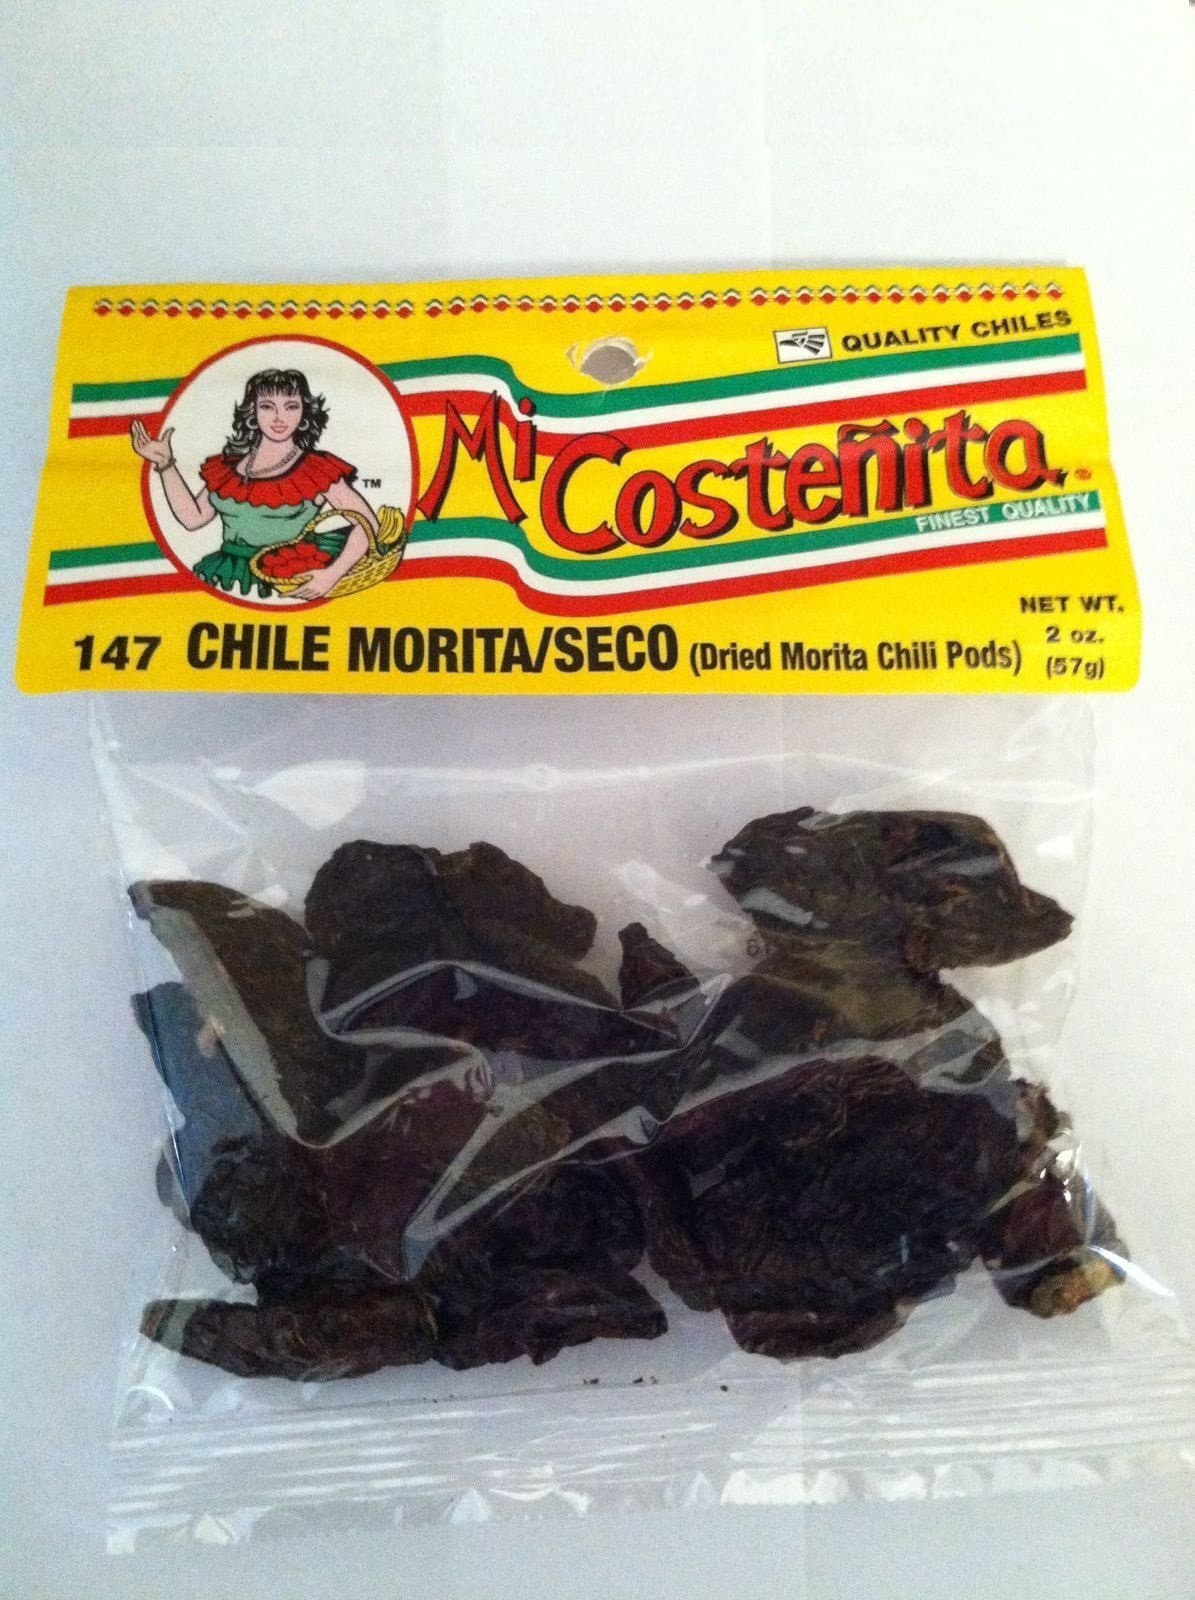 QUALITY CHILES
Mi Costeñita®
FINEST QUALITY
TM
147 CHILE MORITA/SECO (Dried Morita Chili Pods)
NET WT.
2 oz.
(57g)